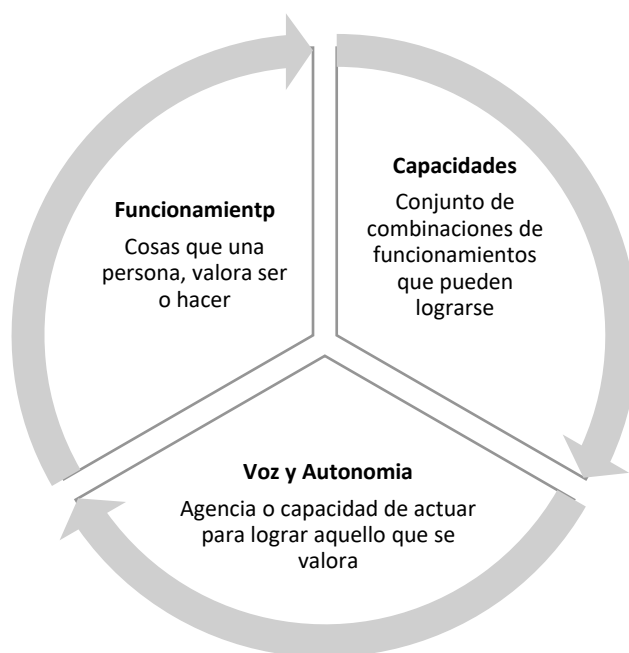 Funcionamientp
Cosas que una
persona, valora ser
o hacer
Capacidades
Conjunto de
combinaciones de
funcionamientos
que pueden
lograrse
Voz y Autonomia
Agencia o capacidad de actuar
para lograr aquello que se
valora